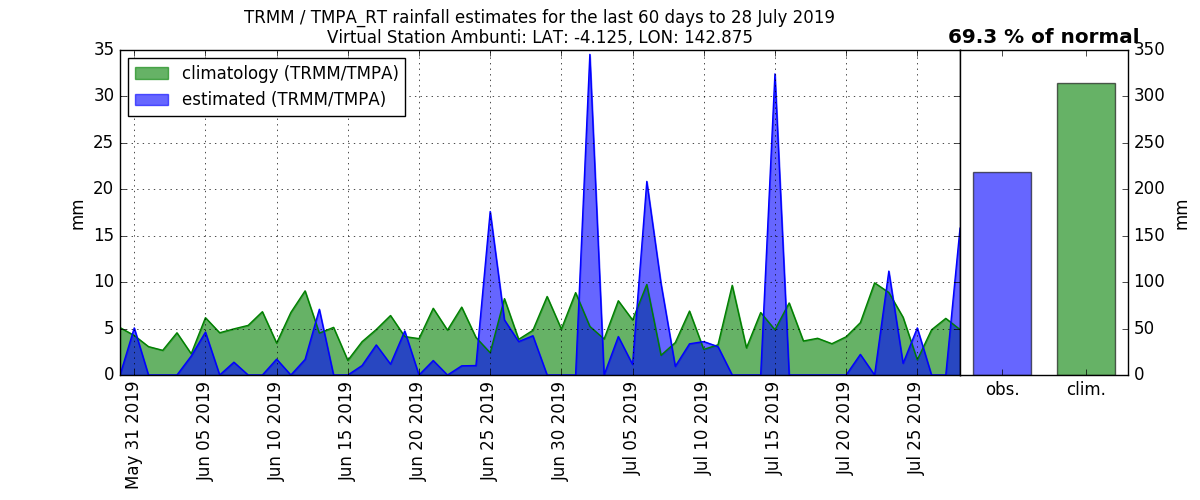 TRMM / TMPA_RT rainfall estimates for the last 60 days to 28 July 2019
Virtual Station Ambunti: LAT: -4.125, LON: 142.875
69.3 % of normal
climatology (TRMM/TMPA)
estimated (TRMM/TMPA)
35
30
25
20
15
10
5
0
mm
350
300
250
200
150
100
50
0
mm
May 31 2019
Jun 05 2019
Jun 10 2019
Jun 15 2019
Jun 20 2019
Jun 25 2019
Jun 30 2019
Jul 05 2019
Jul 10 2019
Jul 15 2019
Jul 20 2019
Jul 25 2019
obs.
clim.